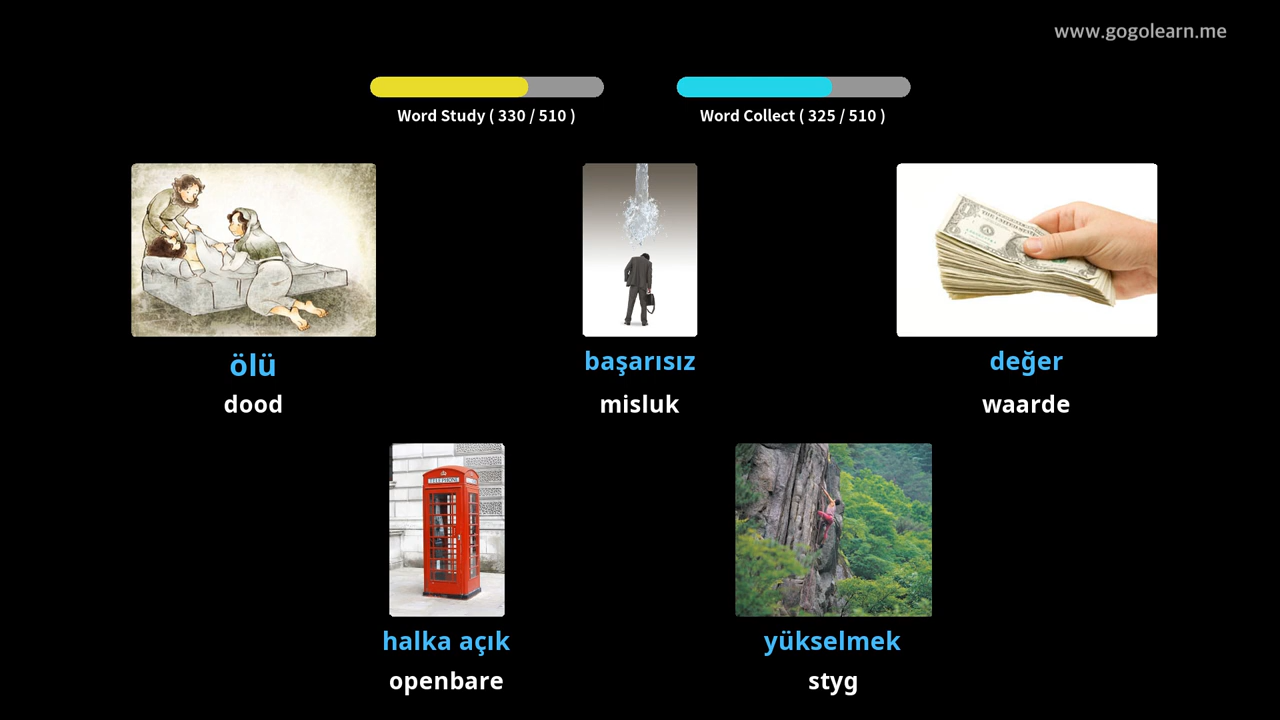 www.gogolearn.me
Word Study ( 330 / 510 )
Word Collect ( 325 / 510 )
ölü
başarısız
değer
dood
misluk
waarde
TELEPHONE
halka açık
yükselmek
openbare
styg